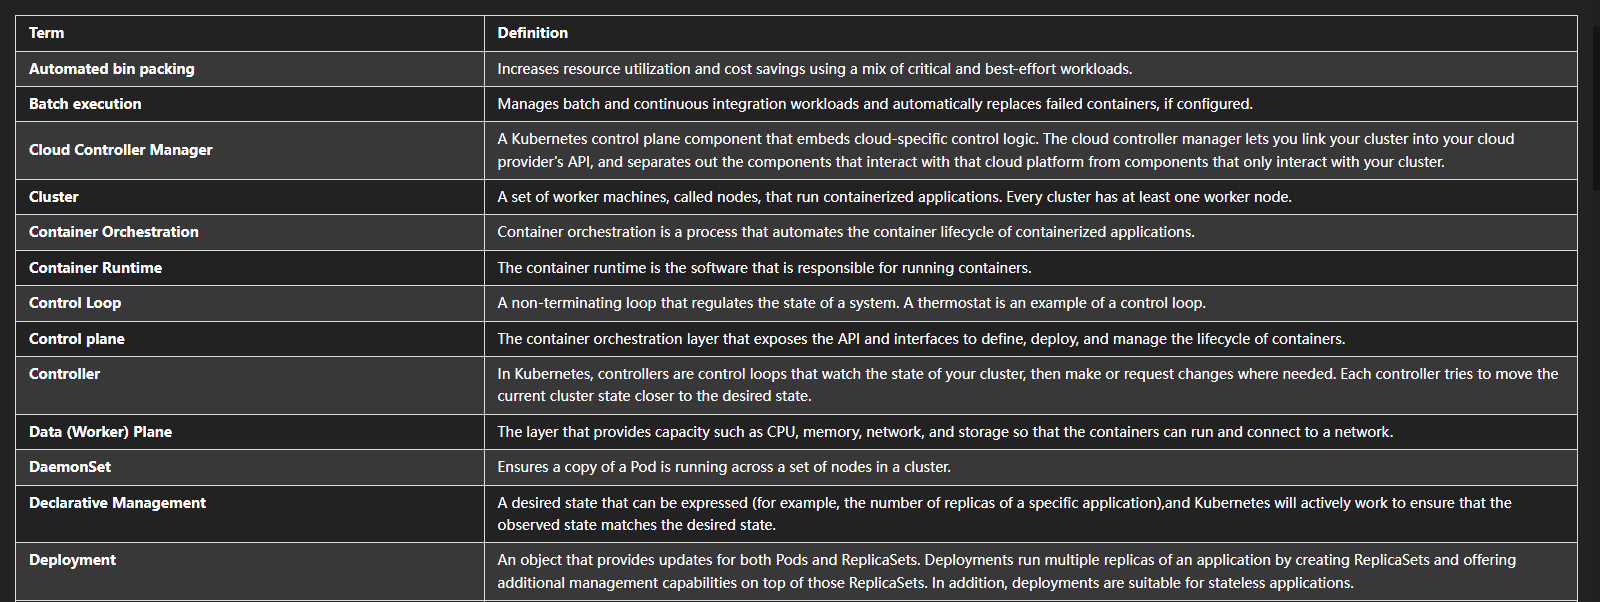 Term
Definition
Automated bin packing
Increases resource utilization and cost savings using a mix of critical and best-effort workloads.
Batch execution
Manages batch and continuous integration workloads and automatically replaces failed containers, if configured.
Cloud Controller Manager
A Kubernetes control plane component that embeds cloud-specific control logic. The cloud controller manager lets you link your cluster into your cloud
provider's API, and separates out the components that interact with that cloud platform from components that only interact with your cluster.
Cluster
A set of worker machines, called nodes, that run containerized applications. Every cluster has at least one worker node.
Container Orchestration
Container orchestration is a process that automates the container lifecycle of containerized applications.
Container Runtime
The container runtime is the software that is responsible for running containers.
Control Loop
A non-terminating loop that regulates the state of a system. A thermostat is an example of a control loop.
Control plane
The container orchestration layer that exposes the API and interfaces to define, deploy, and manage the lifecycle of containers.
Controller
In Kubernetes, controllers are control loops that watch the state of your cluster, then make or request changes where needed. Each controller tries to move the
current cluster state closer to the desired state.
Data (Worker) Plane
The layer that provides capacity such as CPU, memory, network, and storage so that the containers can run and connect to a network.
DaemonSet
Ensures a copy of a Pod is running across a set of nodes in a cluster.
Declarative Management
A desired state that can be expressed (for example, the number of replicas of a specific application),and Kubernetes will actively work to ensure that the
observed state matches the desired state.
Deployment
An object that provides updates for both Pods and ReplicaSets. Deployments run multiple replicas of an application by creating ReplicaSets and offering
additional management capabilities on top of those ReplicaSets. In addition, deployments are suitable for stateless applications.